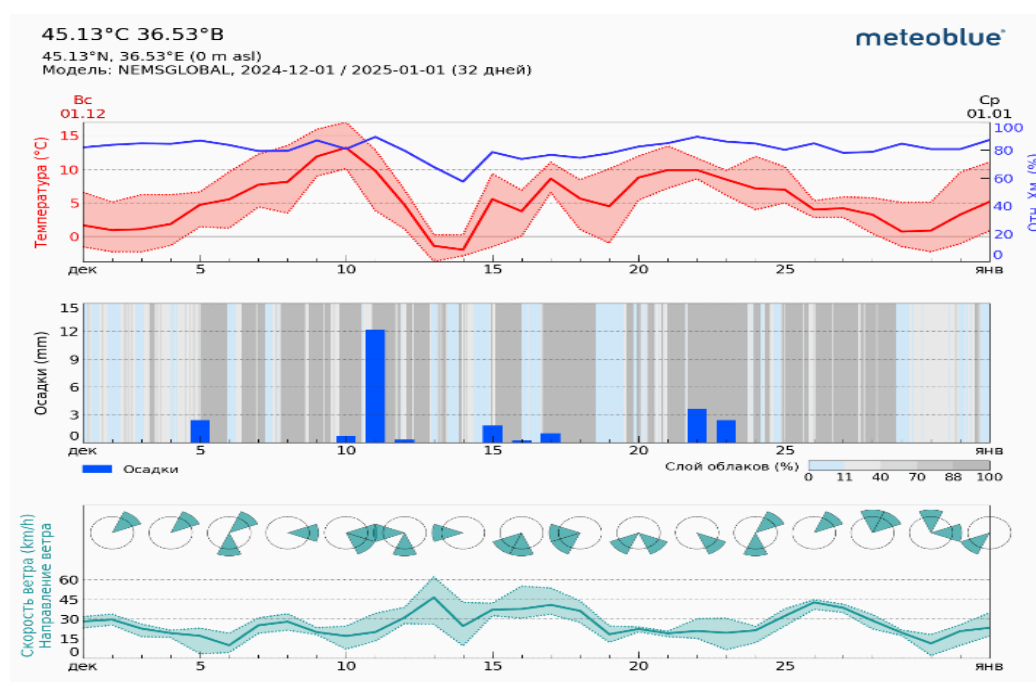 45.13°C 36.53°B
meteoblue
45.13°N, 36.53°E (0 m asl)
Модель: NEMSGLOBAL, 2024-12-01 / 2025-01-01 (32 дней)
Вс
01.12
Ср
01.01
Температура (°C)
15
10
5
0
100
80
60
40
20
0
Отн. Хм. (%)
дек
5
10
15
20
25
янв
Осадки (mm)
15
12
9
6
3
0
дек
5
10
15
20
25
янв
Осадки
Слой облаков (%)
0 11 40 70 88 100
Скорость ветра (km/h)
Направление ветра
60
45
30
15
0
дек
5
10
15
20
25
янв